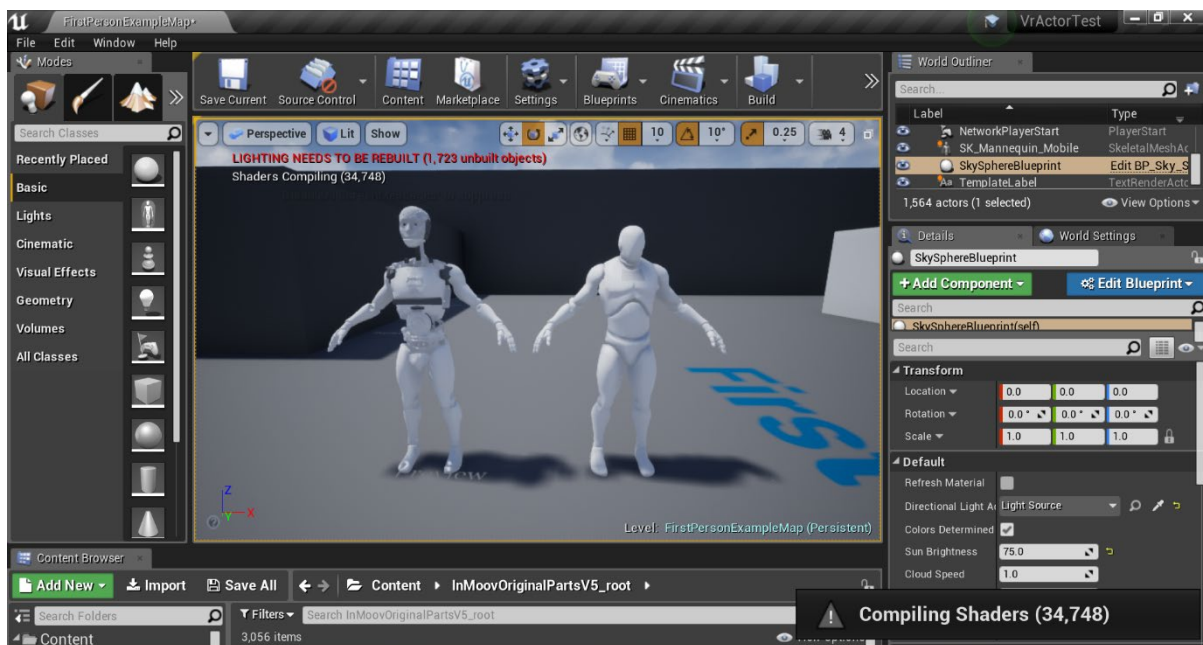 FirstPersonExampleMap•
VrActorTest
File Edit Window Help
Modes
Search Classes
Recently Placed
Basic
Lights
Cinematic
Visual Effects
Geometry
Volumes
All Classes
Save Current Source Control Content Marketplace Settings Blueprints Cinematics Build
Perspective Lit Show 10 10° 0.25 4
LIGHTING NEEDS TO BE REBUILT (1,723 unbuilt objects)
Shaders Compiling (34,748)
First
Preview
Z
X
Y
Level: FirstPersonExampleMap (Persistent)
World Outliner
Search...
Label Type
NetworkPlayerStart PlayerStart
SK_Mannequin_Mobile SkeletalMeshAc
SkySphereBlueprint Edit BP_Sky_S
TemplateLabel TextRenderActo
1,564 actors (1 selected) View Options
Details World Settings
SkySphereBlueprint
+ Add Component Edit Blueprint
Search
SkySphereBlueprint(self)
Search
Transform
Location 0.0 0.0 0.0
Rotation 0.0° 0.0° 0.0°
Scale 1.0 1.0 1.0
Default
Refresh Material
Directional Light A Light Source
Colors Determined
Sun Brightness 75.0
Cloud Speed 1.0
Content Browser
Add New Import Save All Content InMoovOriginalPartsV5_root
Search Folders Filters Search InMoovOriginalPartsV5_root
Content 3,056 items
Compiling Shaders (34,748)